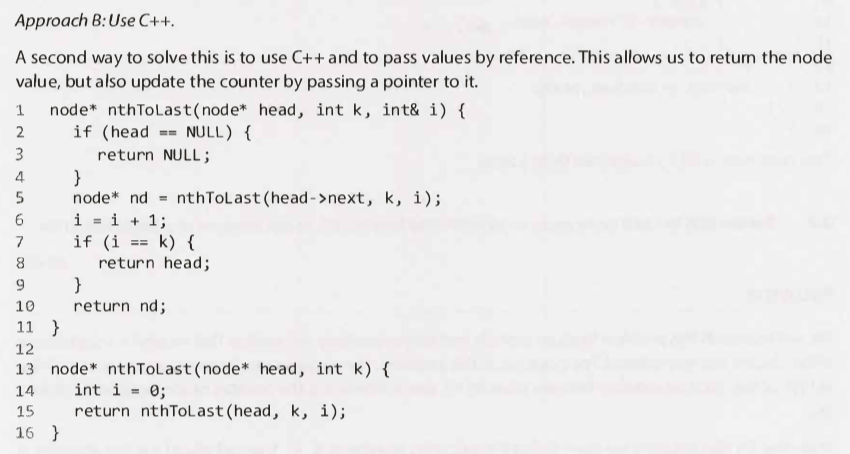 Approach B: Use C++.
A second way to solve this is to use C++ and to pass values by reference. This allows us to return the node
value, but also update the counter by passing a pointer to it.
1 node* nthToLast(node* head, int k, int& i) {
2 if (head == NULL) {
3 return NULL;
4 }
5 node* nd = nthToLast(head->next, k, i);
6 i = i + 1;
7 if (i == k) {
8 return head;
9 }
10 return nd;
11 }
12
13 node* nthToLast(node* head, int k) {
14 int i = 0;
15 return nthToLast(head, k, i);
16 }